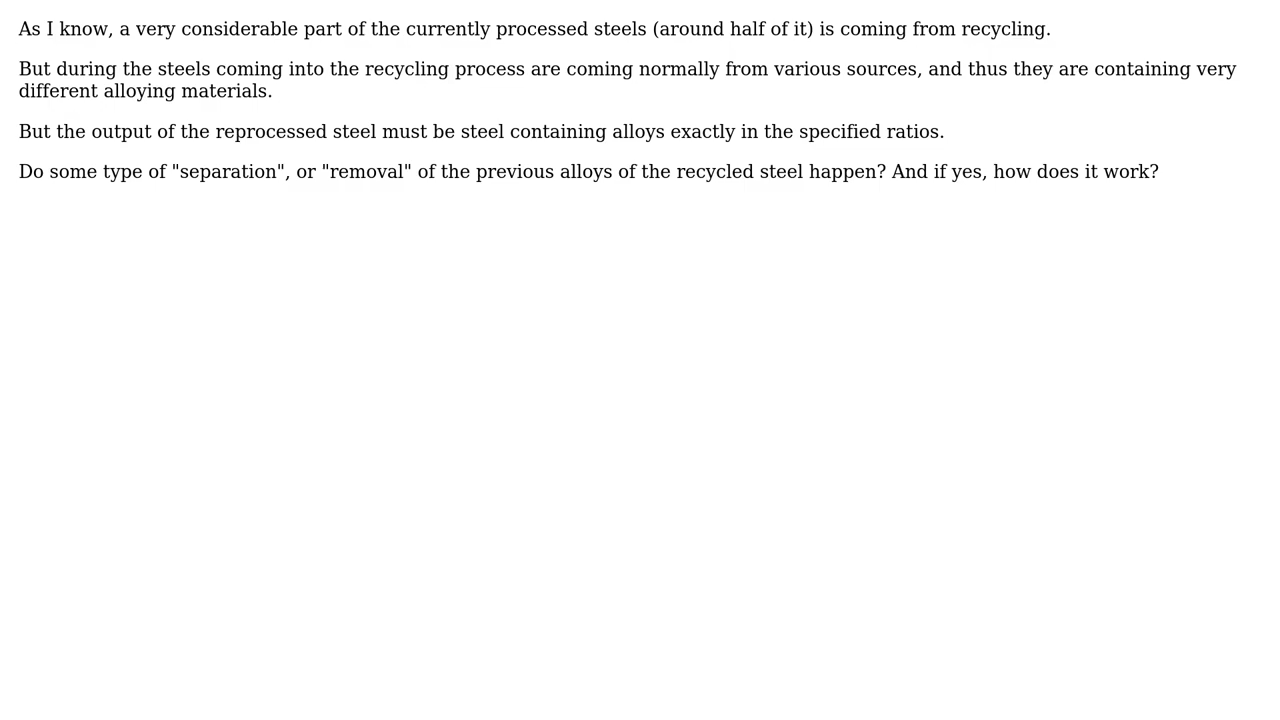 As I know, a very considerable part of the currently processed steels (around half of it) is coming from recycling.
But during the steels coming into the recycling process are coming normally from various sources, and thus they are containing very
different alloying materials.
But the output of the reprocessed steel must be steel containing alloys exactly in the specified ratios.
Do some type of "separation", or "removal" of the previous alloys of the recycled steel happen? And if yes, how does it work?